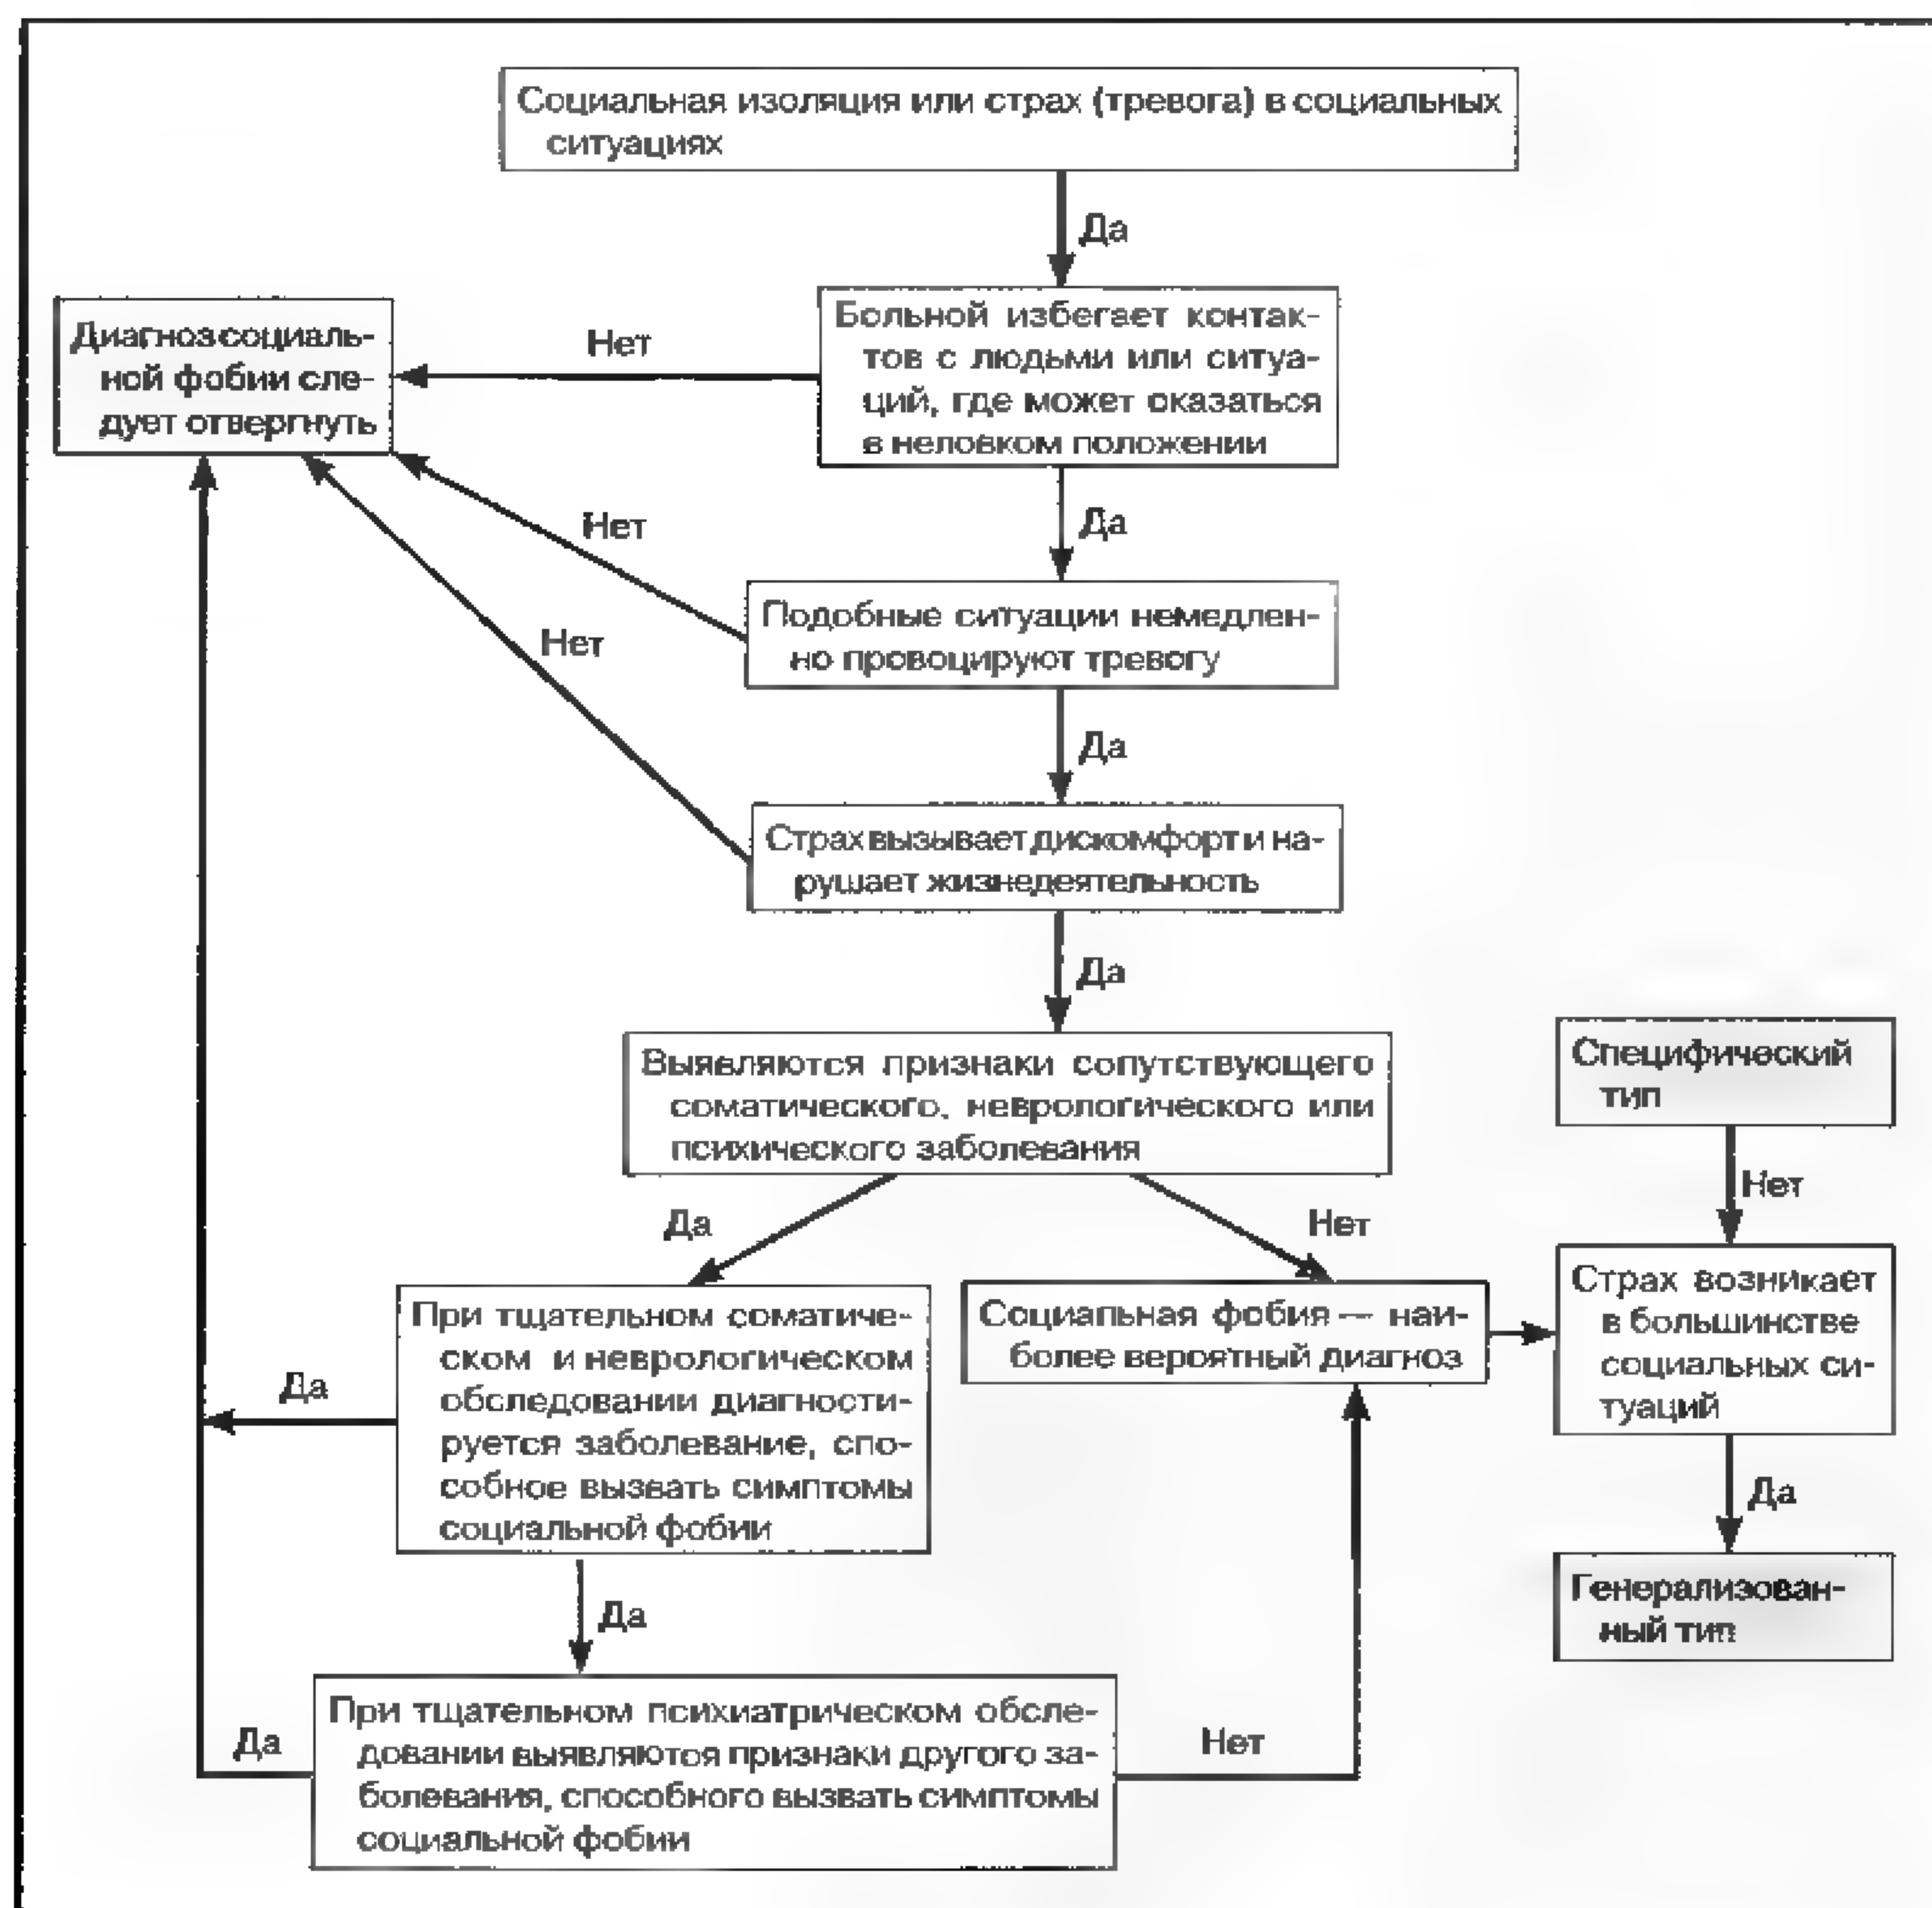 Социальная изоляция или страх (тревога) в социальных
ситуациях
Да
Диагноз социаль-
ной фобии сле-
дует отвергнуть
Нет
Больной избегает контак-
тов с людьми или ситуа-
ций, где может оказаться
в неловком положении
Нет
Да
Подобные ситуации немедлен-
но провоцируют тревогу
Нет
Да
Страх вызывает дискомфорт и на-
рушает жизнедеятельность
Да
Выявляются признаки сопутствующего
соматического, неврологического или
психического заболевания
Специфический
тип
Да
Нет
Нет
При тщательном соматиче-
ском и неврологическом
обследовании диагности-
руется заболевание, спо-
собное вызвать симптомы
социальной фобии
Социальная фобия — наи-
более вероятный диагноз
Страх возникает
в большинстве
социальных си-
туаций
Да
Да
Генерализован-
ный тип
Да
При тщательном психиатрическом обсле-
довании выявляются признаки другого за-
болевания, способного вызвать симптомы
социальной фобии
Да
Нет